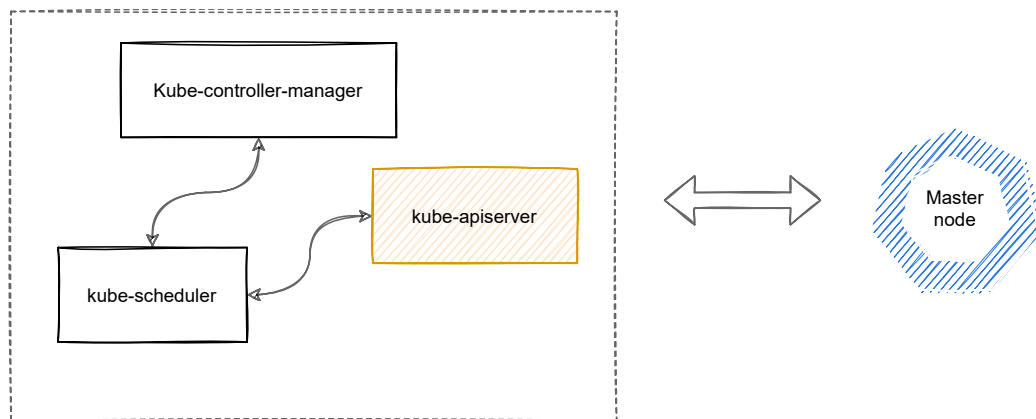 Kube-controller-manager
kube-apiserver
Master
node
kube-scheduler